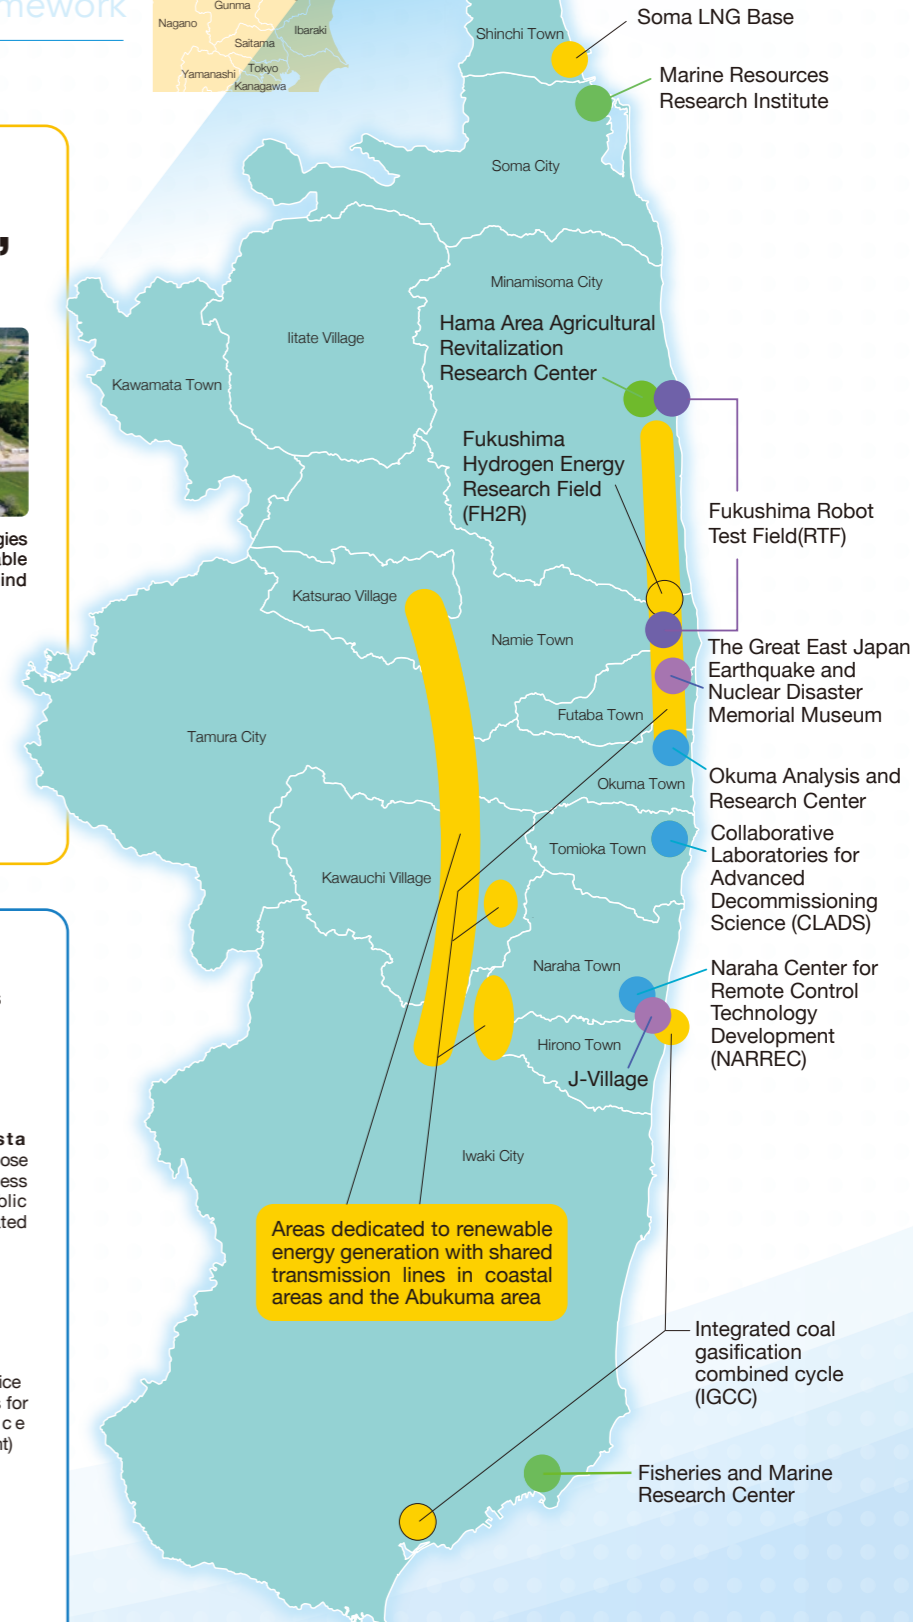 mework
Gunma
Nagano
Ibaraki
Saitama
Tokyo
Yamanashi
Kanagawa
Soma LNG Base
Shinchi Town
Marine Resources
Research Institute
Soma City
Minamisoma City
Hama Area Agricultural
Revitalization
Research Center
Iitate Village
Kawamata Town
Fukushima
Hydrogen Energy
Research Field
(FH2R)
Fukushima Robot
Test Field(RTF)
gies
able
ind
Katsurao Village
Namie Town
The Great East Japan
Earthquake and
Nuclear Disaster
Memorial Museum
Futaba Town
Tamura City
Okuma Town
Okuma Analysis and
Research Center
Tomioka Town
Collaborative
Laboratories for
Advanced
Decommissioning
Science (CLADS)
Kawauchi Village
Naraha Town
Naraha Center for
Remote Control
Technology
Development
(NARREC)
Hirono Town
J-Village
sta
ose
ess
blic
ted
Iwaki City
Areas dedicated to renewable
energy generation with shared
transmission lines in coastal
areas and the Abukuma area
Integrated coal
gasification
combined cycle
(IGCC)
ice
s for
ce
nt)
Fisheries and Marine
Research Center